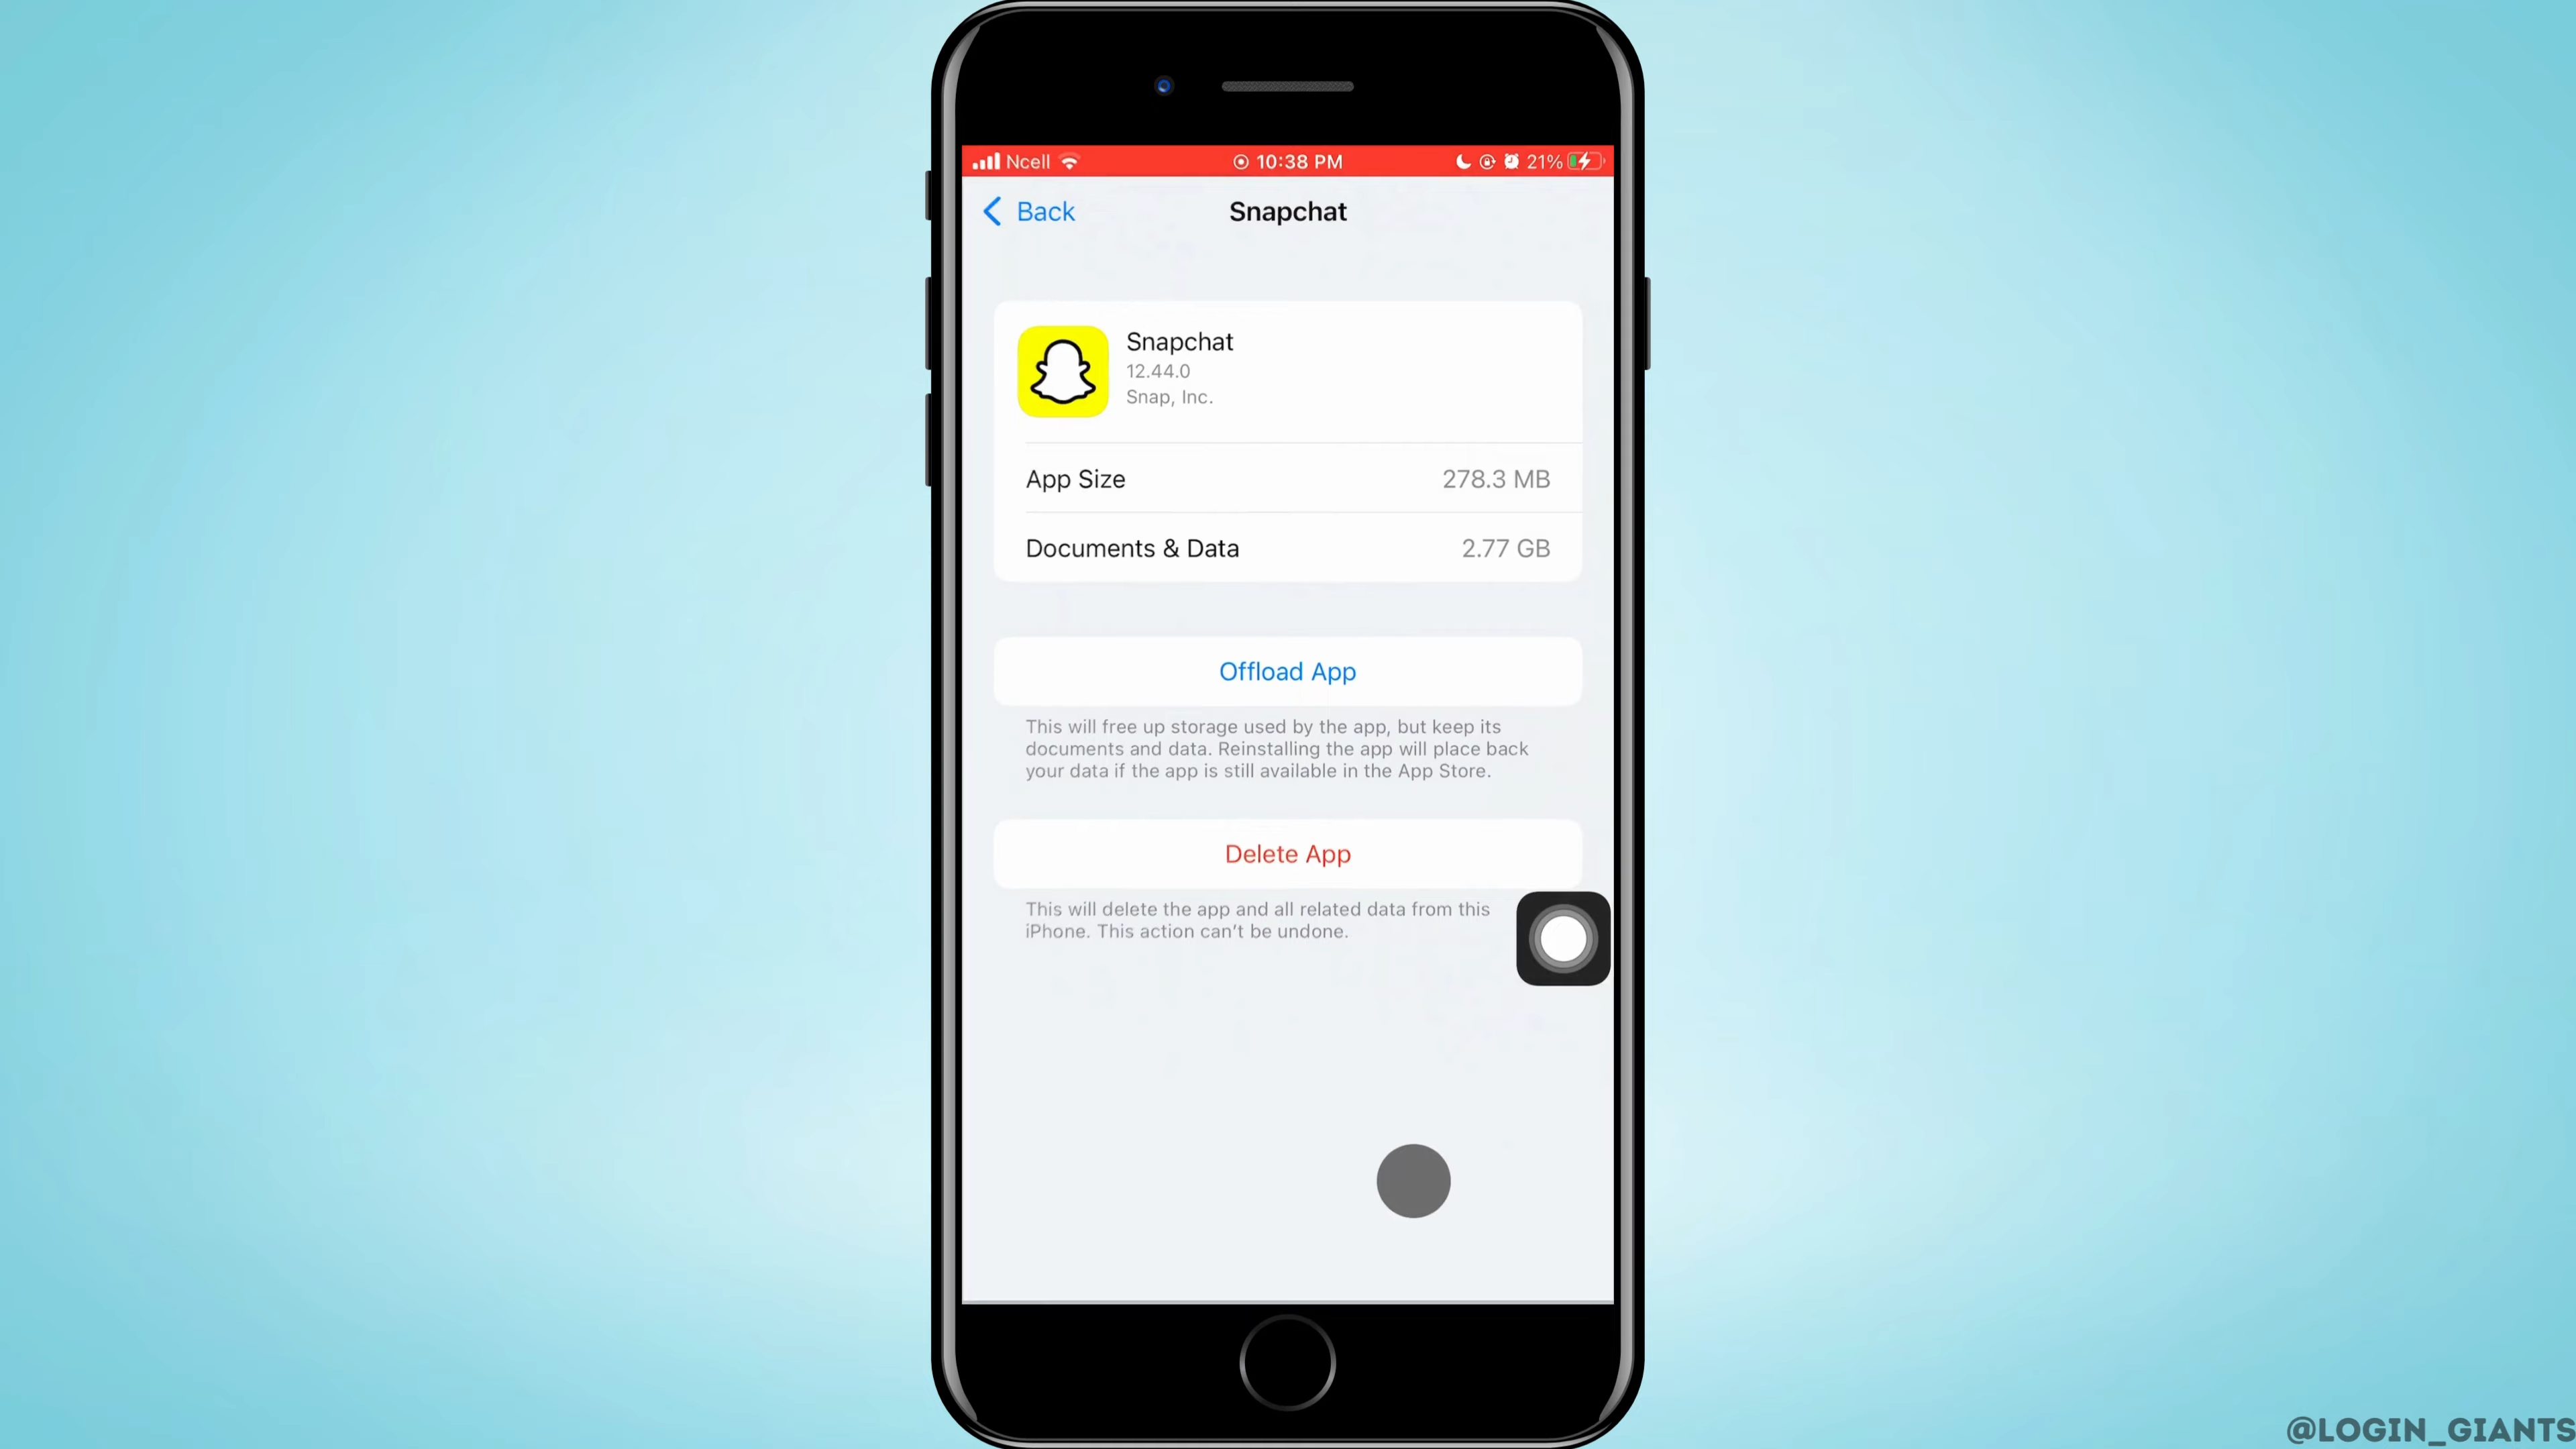 Ncell 10:38 PM 21%
Back Snapchat
Snapchat
12.44.0
Snap, Inc.
App Size 278.3 MB
Documents & Data 2.77 GB
Offload App
This will free up storage used by the app, but keep its
documents and data. Reinstalling the app will place back
your data if the app is still available in the App Store.
Delete App
This will delete the app and all related data from this
iPhone. This action can't be undone.
@LOGIN_GIANTS